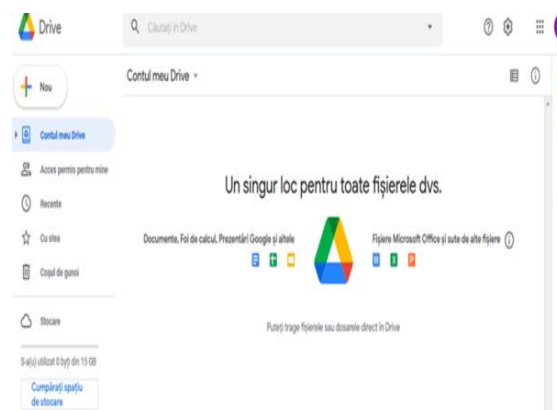 Drive
Căutați în Drive
Nou
Contul meu Drive
Contul meu Drive
Acces permis pentru mine
Recente
Cu stea
Coșul de gunoi
Stocare
S-a(u) utilizat 0 byți din 15 GB
Cumpărați spațiu
de stocare
Un singur loc pentru toate fișierele dvs.
Documente, Foi de calcul, Prezentări Google și altele
Fișiere Microsoft Office și sute de alte fișiere
W X P
Puteți trage fișierele sau dosarele direct în Drive